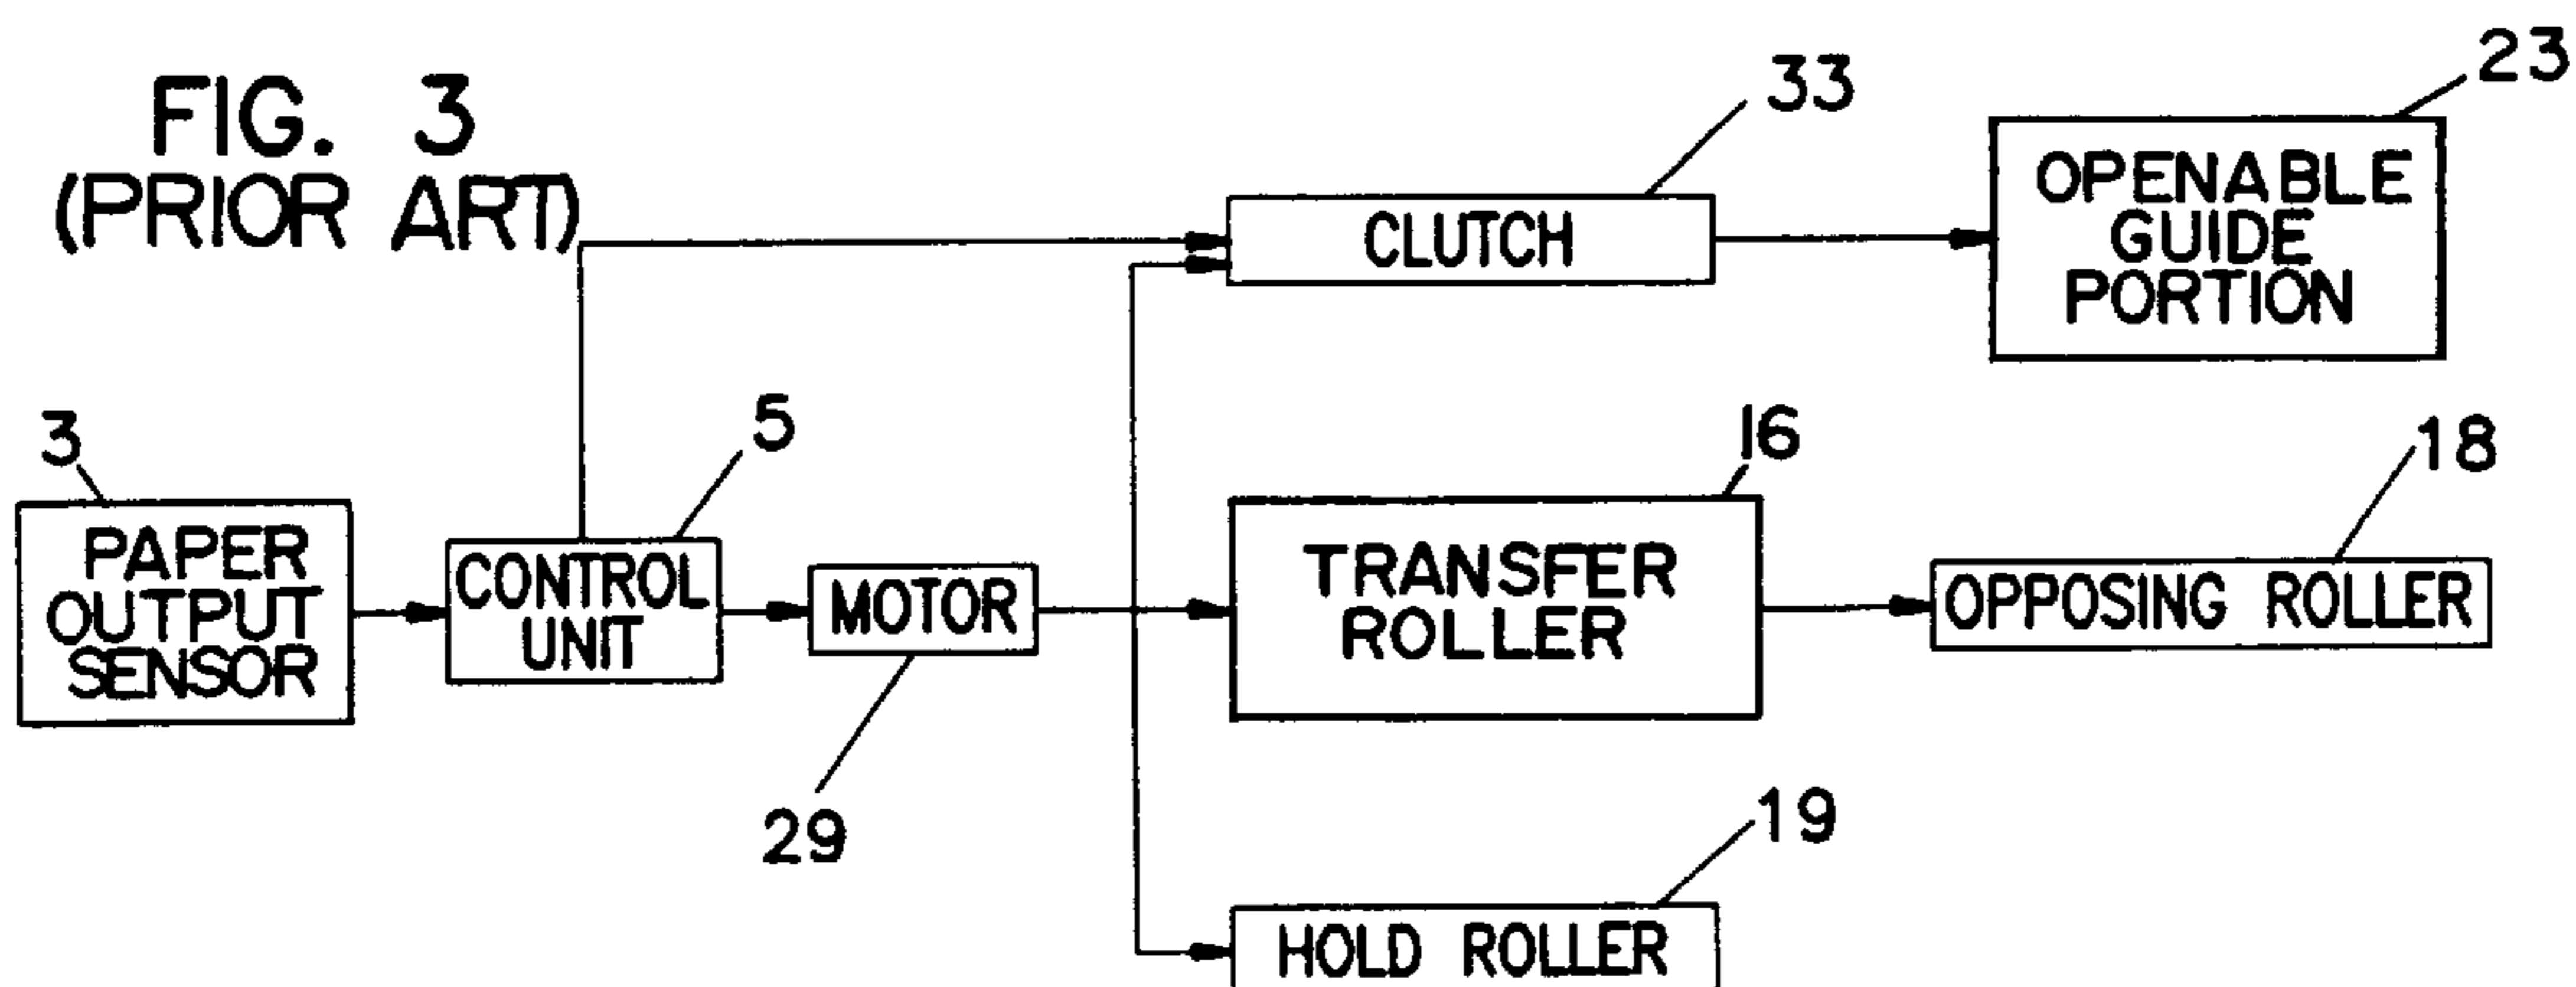 FIG. 3
(PRIOR ART)
33
23
CLUTCH
OPENABLE
GUIDE
PORTION
3
5
16
18
PAPER
OUTPUT
SENSOR
CONTROL
UNIT
MOTOR
TRANSFER
ROLLER
OPPOSING ROLLER
29
19
HOLD ROLLER